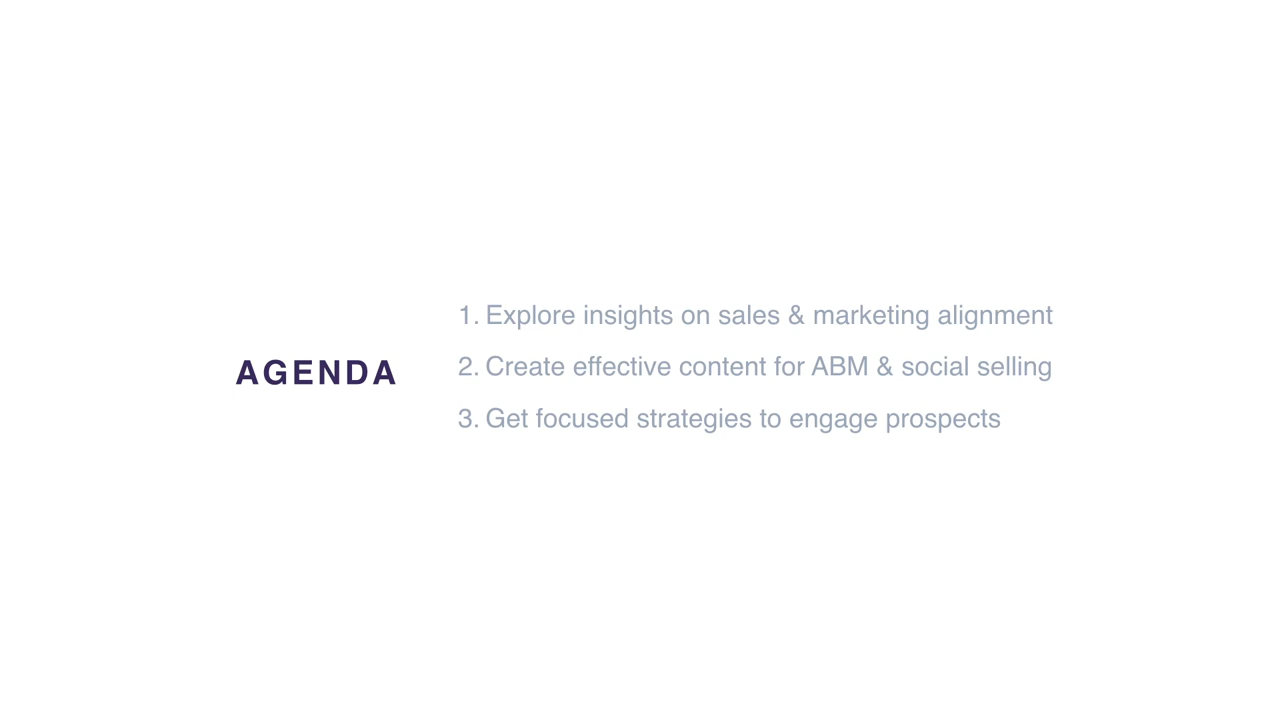 AGENDA
1. Explore insights on sales & marketing alignment
2. Create effective content for ABM & social selling
3. Get focused strategies to engage prospects